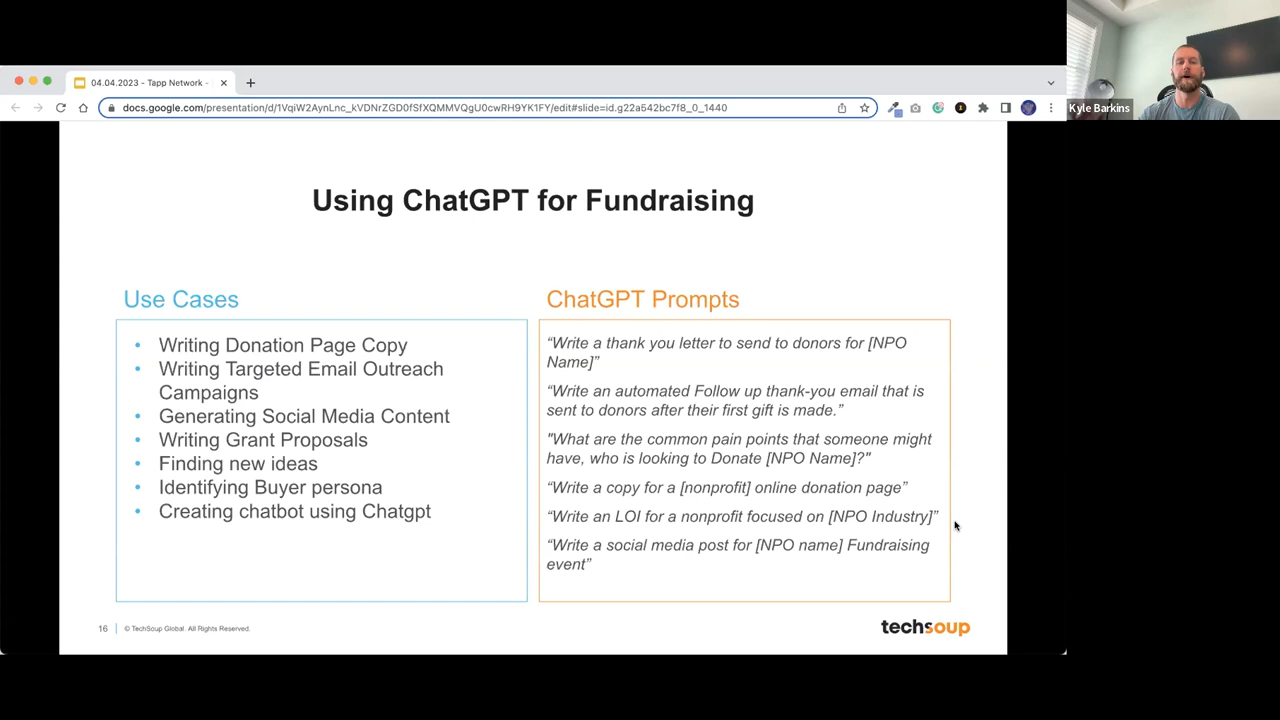 04.04.2023 - Tapp Network -
docs.google.com/presentation/d/1VqiW2AynLnc_kVDNrZGD0fSfXQMMVQgU0cwRH9YK1FY/edit#slide=id.g22a542bc7f8_0_1440
Kyle Barkins
Using ChatGPT for Fundraising
Use Cases
• Writing Donation Page Copy
• Writing Targeted Email Outreach
Campaigns
• Generating Social Media Content
• Writing Grant Proposals
• Finding new ideas
• Identifying Buyer persona
• Creating chatbot using Chatgpt
ChatGPT Prompts
“Write a thank you letter to send to donors for [NPO
Name]”
“Write an automated Follow up thank-you email that is
sent to donors after their first gift is made.”
"What are the common pain points that someone might
have, who is looking to Donate [NPO Name]?"
“Write a copy for a [nonprofit] online donation page”
“Write an LOI for a nonprofit focused on [NPO Industry]”
“Write a social media post for [NPO name] Fundraising
event”
16
© TechSoup Global. All Rights Reserved.
techsoup